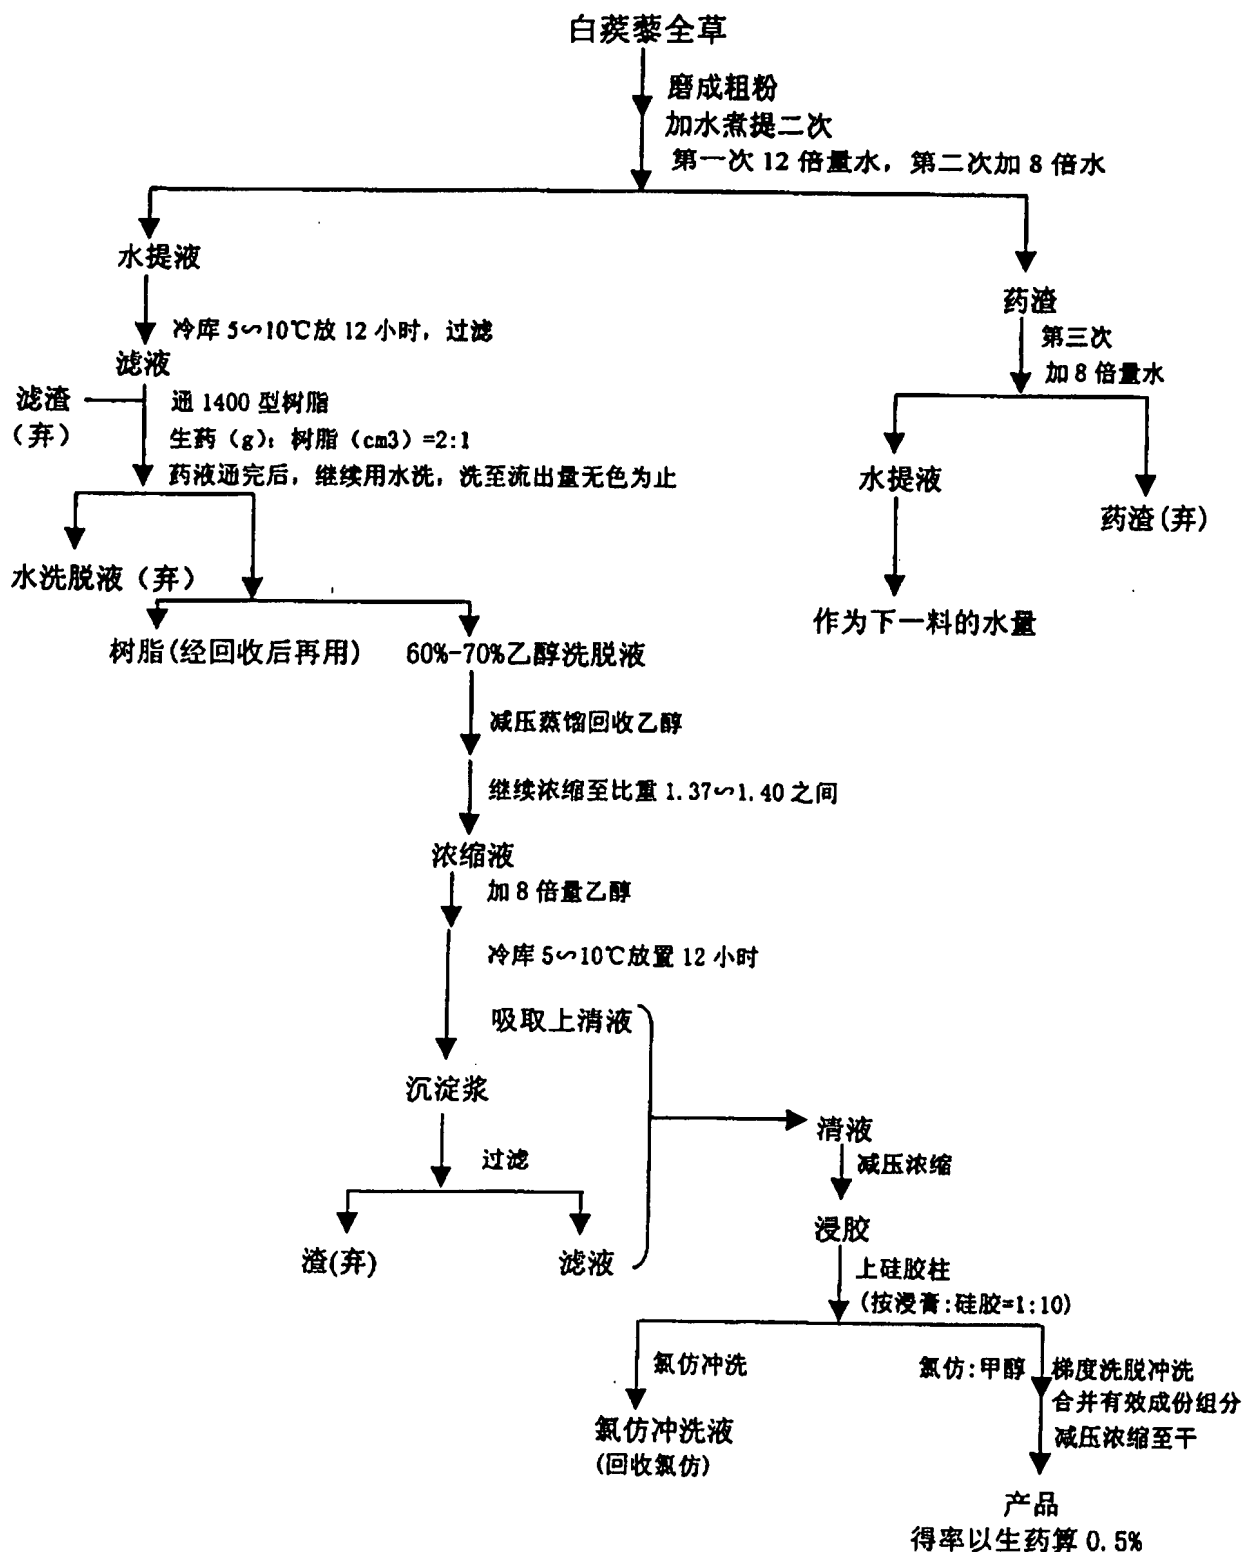 白蒺藜全草
磨成粗粉
加水煮提二次
第一次 12 倍量水，第二次加 8 倍水
水提液
药渣
冷库 5∽10℃放 12 小时，过滤
第三次
加 8 倍量水
滤液
滤渣
（弃）
通 1400 型树脂
生药（g）：树脂（cm3）=2:1
药液通完后，继续用水洗，洗至流出量无色为止
水提液
药渣(弃)
水洗脱液（弃）
作为下一料的水量
树脂(经回收后再用)
60%-70%乙醇洗脱液
减压蒸馏回收乙醇
继续浓缩至比重 1.37∽1.40 之间
浓缩液
加 8 倍量乙醇
冷库 5∽10℃放置 12 小时
吸取上清液
沉淀浆
清液
过滤
减压浓缩
渣(弃)
滤液
浸胶
上硅胶柱
(按浸膏:硅胶=1:10)
氯仿冲洗
氯仿:甲醇
梯度洗脱冲洗
合并有效成份组分
减压浓缩至干
氯仿冲洗液
(回收氯仿)
产品
得率以生药算 0.5%